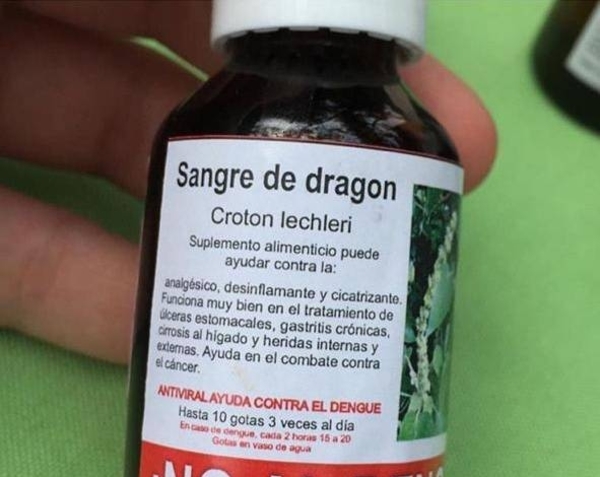 Sangre de dragon
Croton lechleri
Suplemento alimenticio puede
ayudar contra la:
analgésico, desinflamante y cicatrizante.
Funciona muy bien en el tratamiento de
úlceras estomacales, gastritis crónicas,
cirrosis al hígado y heridas internas y
externas. Ayuda en el combate contra
el cáncer.
ANTIVIRAL AYUDA CONTRA EL DENGUE
Hasta 10 gotas 3 veces al día
En caso de dengue, cada 2 horas 15 a 20
Gotas en vaso de agua